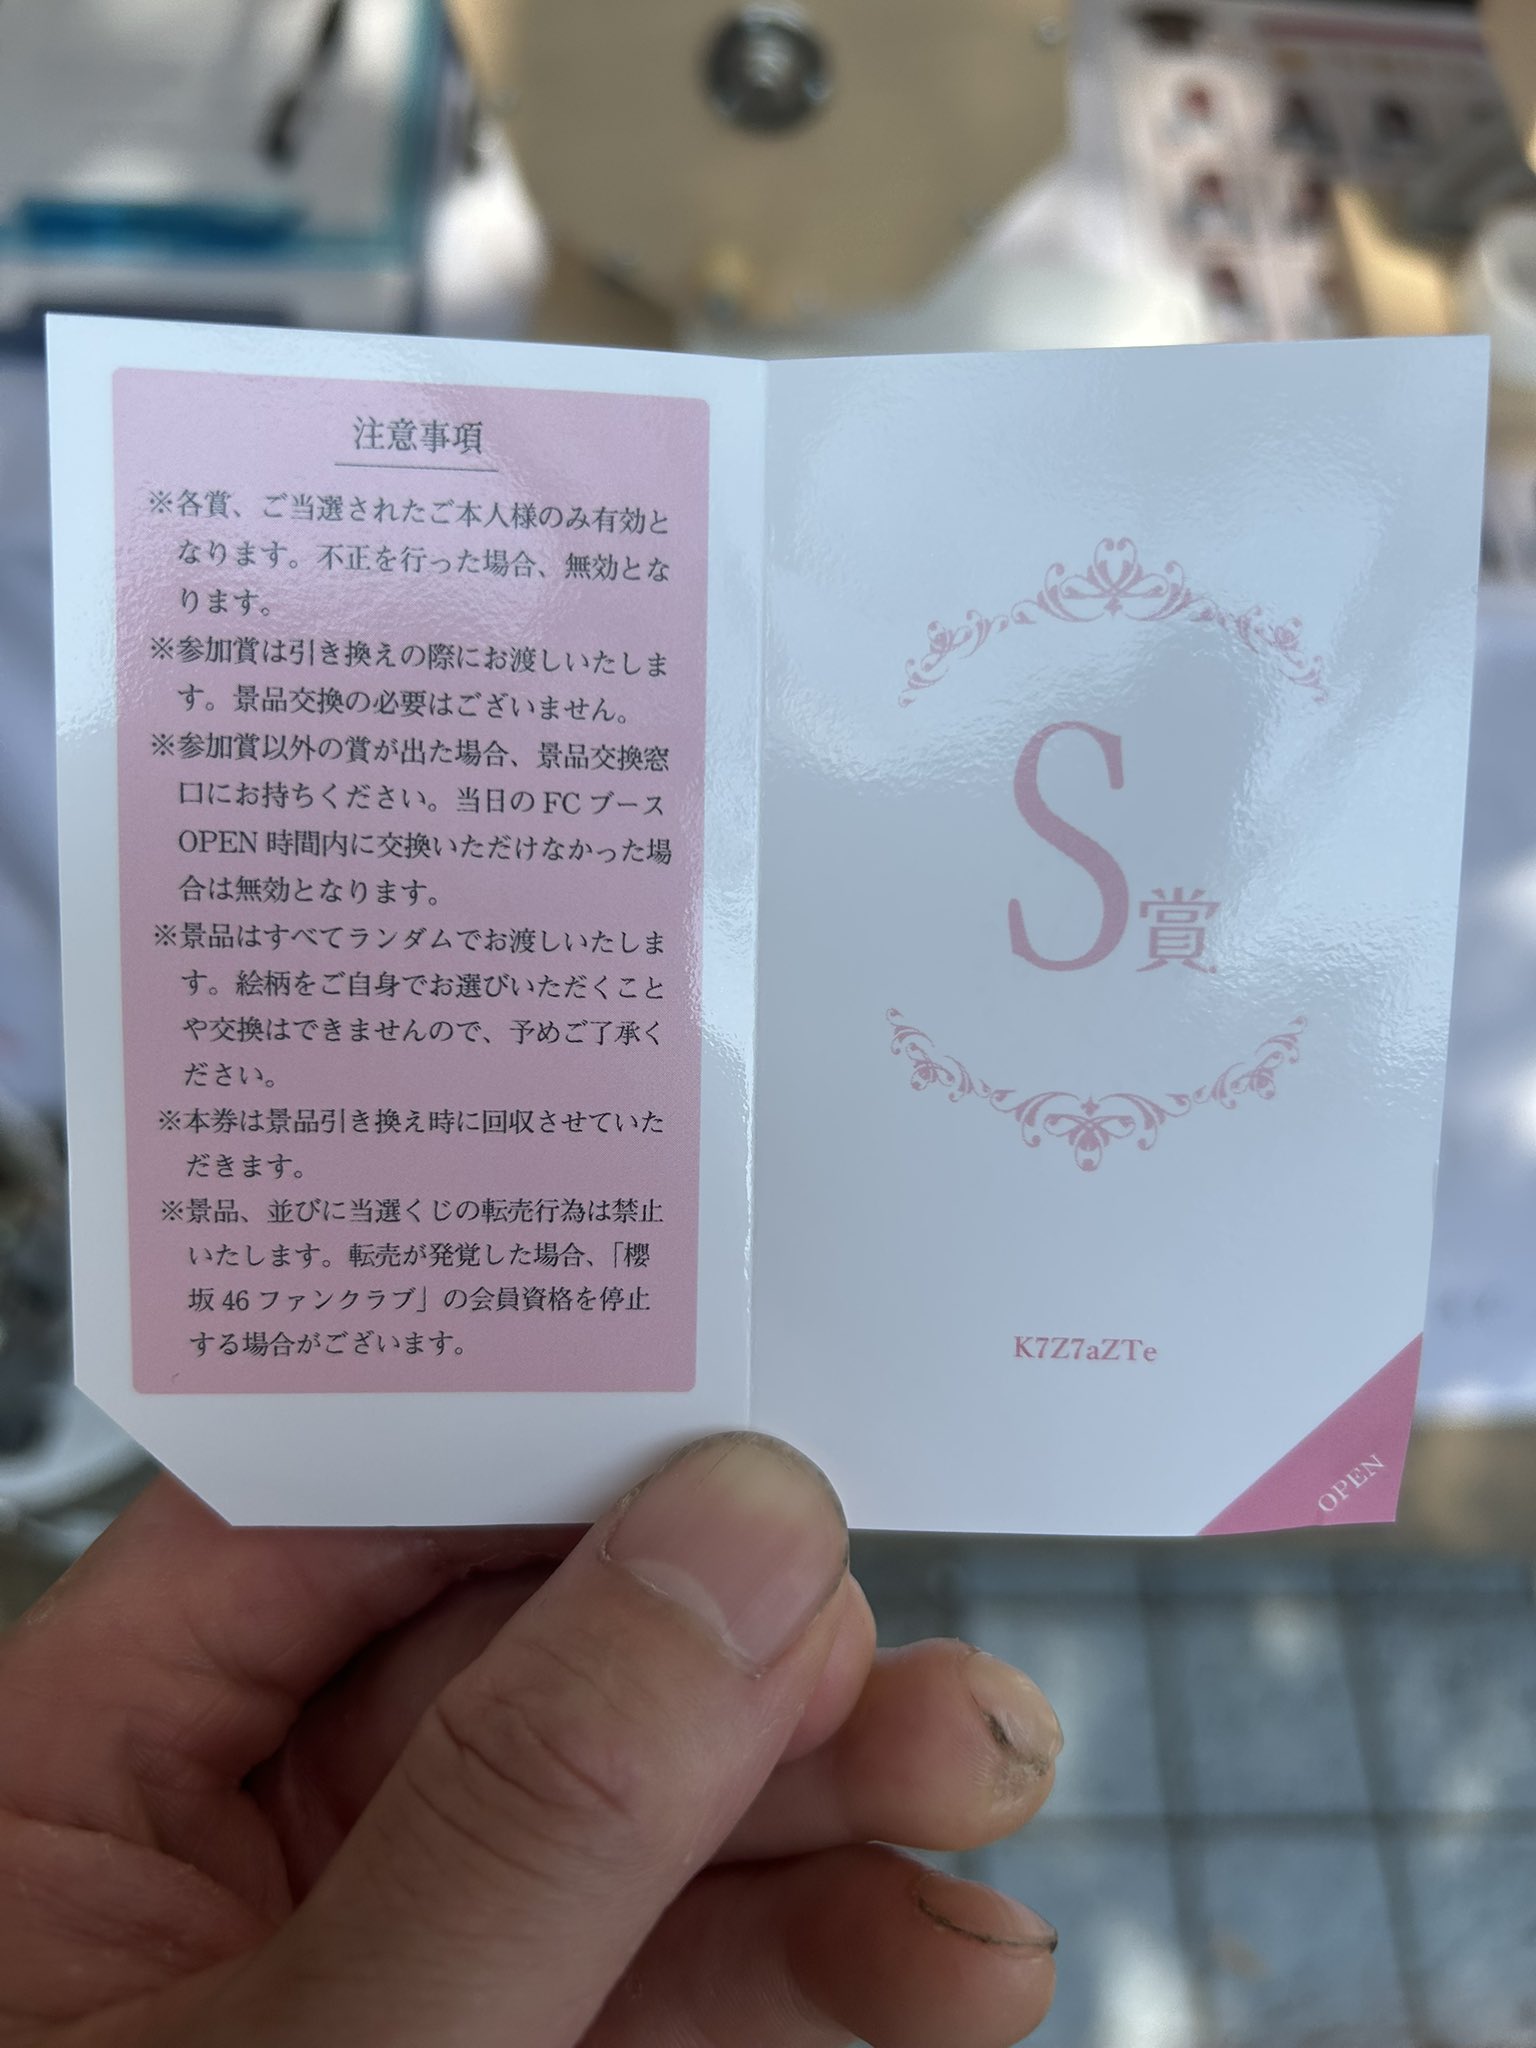 注意事項
※各賞、ご当選されたご本人様のみ有効と
なります。不正を行った場合、無効とな
ります。
※参加賞は引き換えの際にお渡しいたしま
す。景品交換の必要はございません。
※参加賞以外の賞が出た場合、景品交換窓
口にお持ちください。当日のFCブース
OPEN時間内に交換いただけなかった場
合は無効となります。
※景品はすべてランダムでお渡しいたしま
す。絵柄をご自身でお選びいただくこと
や交換はできませんので、予めご了承く
ださい。
※本券は景品引き換え時に回収させていた
だきます。
※景品、並びに当選くじの転売行為は禁止
いたします。転売が発覚した場合、「櫻
坂46ファンクラブ」の会員資格を停止
する場合がございます。
S賞
K7Z7aZTe
OPEN